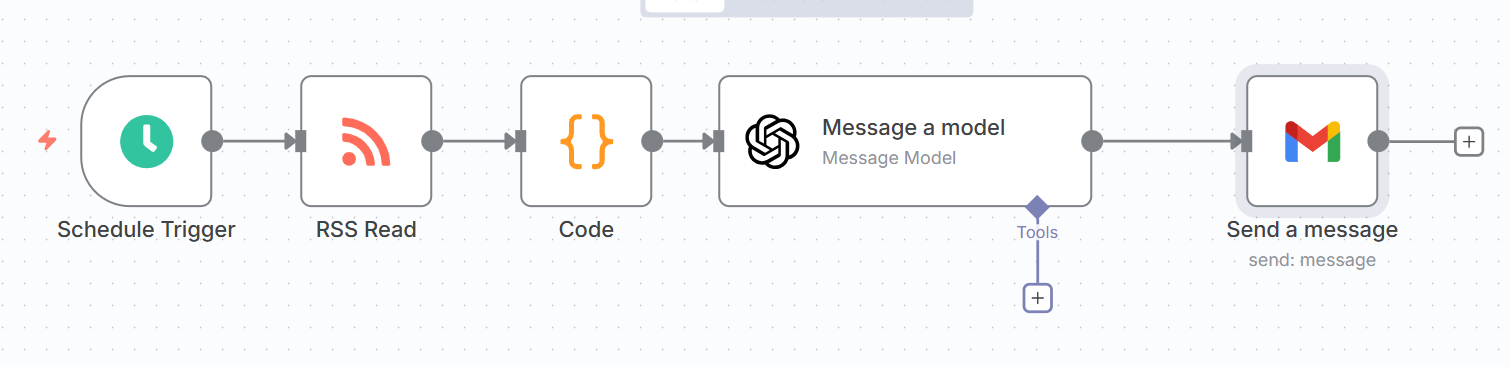 Message a model
Message Model
Schedule Trigger
RSS Read
Code
Tools
Send a message
send: message